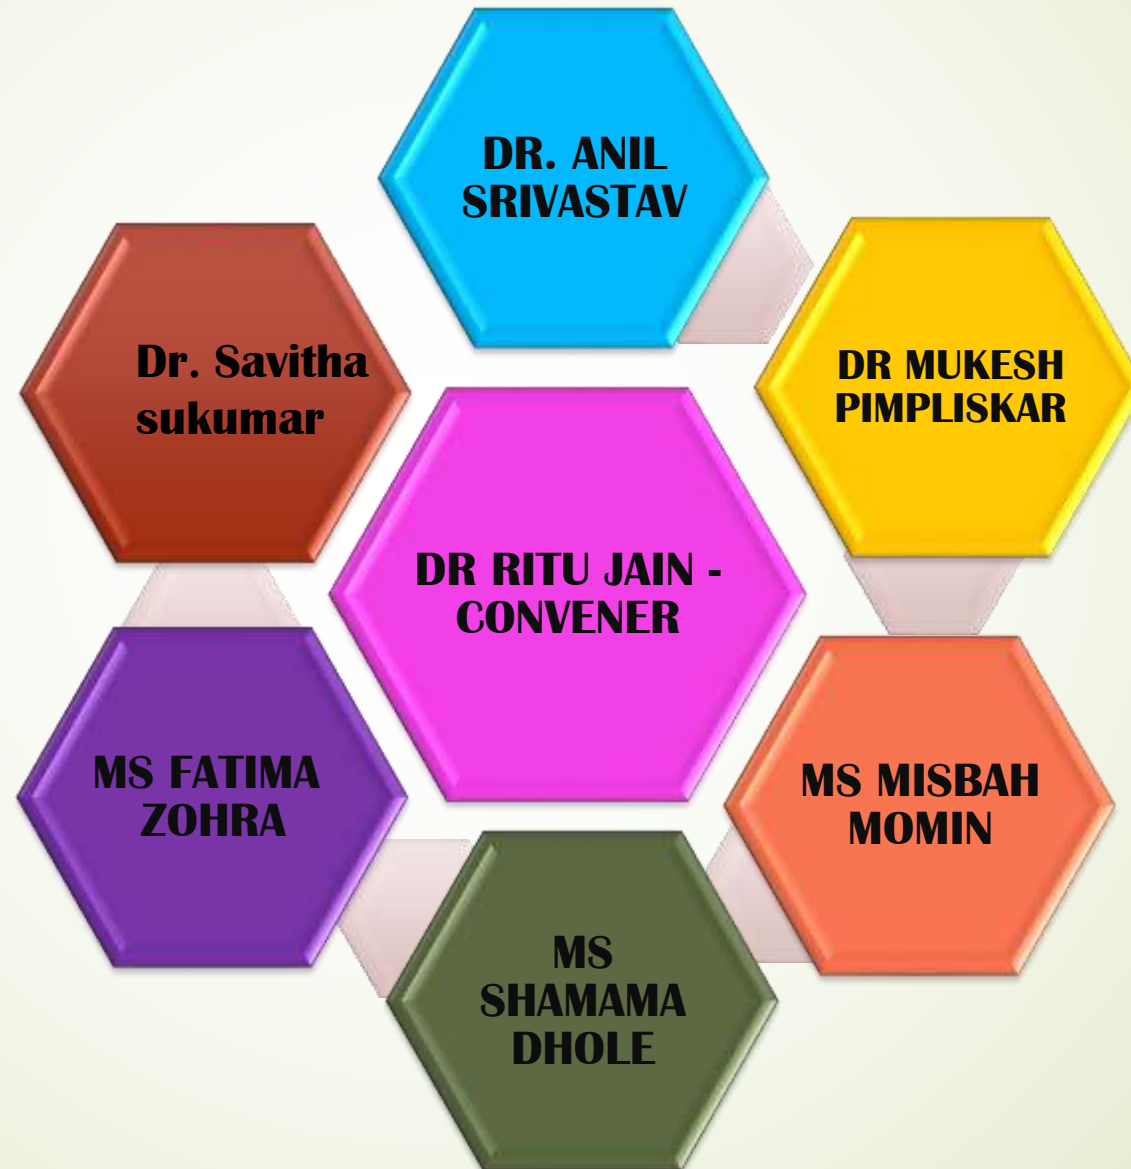 DR. ANIL
SRIVASTAV
DR MUKESH
PIMPLISKAR
Dr. Savitha
sukumar
DR RITU JAIN -
CONVENER
MS MISBAH
MOMIN
MS FATIMA
ZOHRA
MS
SHAMAMA
DHOLE